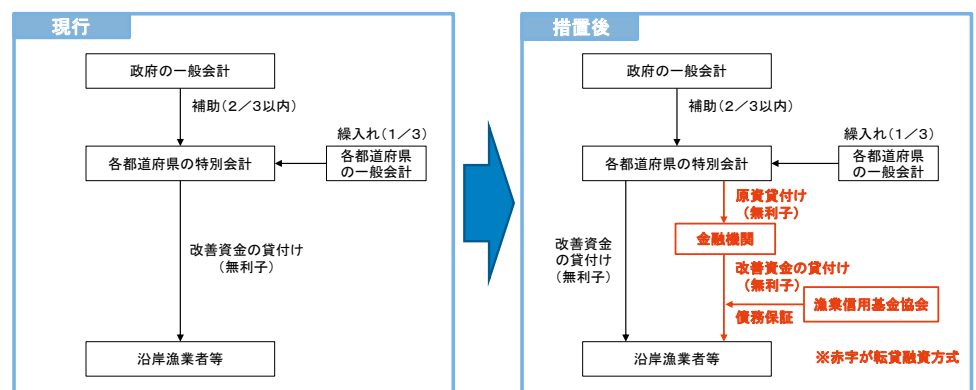 現行
政府の一般会計
補助(2/3以内)
繰入れ(1/3)
各都道府県の特別会計
各都道府県
の一般会計
改善資金の貸付け
(無利子)
沿岸漁業者等
措置後
政府の一般会計
補助(2/3以内)
繰入れ(1/3)
各都道府県の特別会計
各都道府県
の一般会計
原資貸付け
(無利子)
金融機関
改善資金
の貸付け
(無利子)
改善資金の貸付け
(無利子)
漁業信用基金協会
債務保証
沿岸漁業者等
※赤字が転貸融資方式